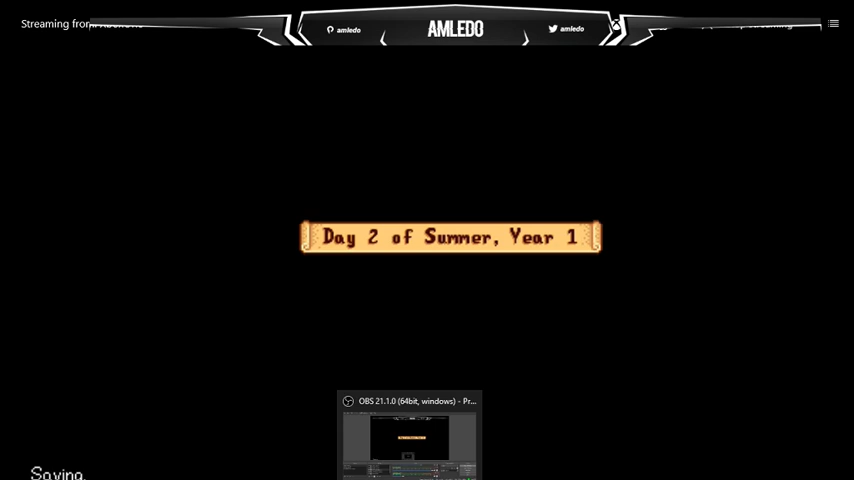 Streaming from
amledo
AMLEDO
amledo
Day 2 of Summer, Year 1
OBS 21.1.0 (64bit, windows) - Pr...
Saving.